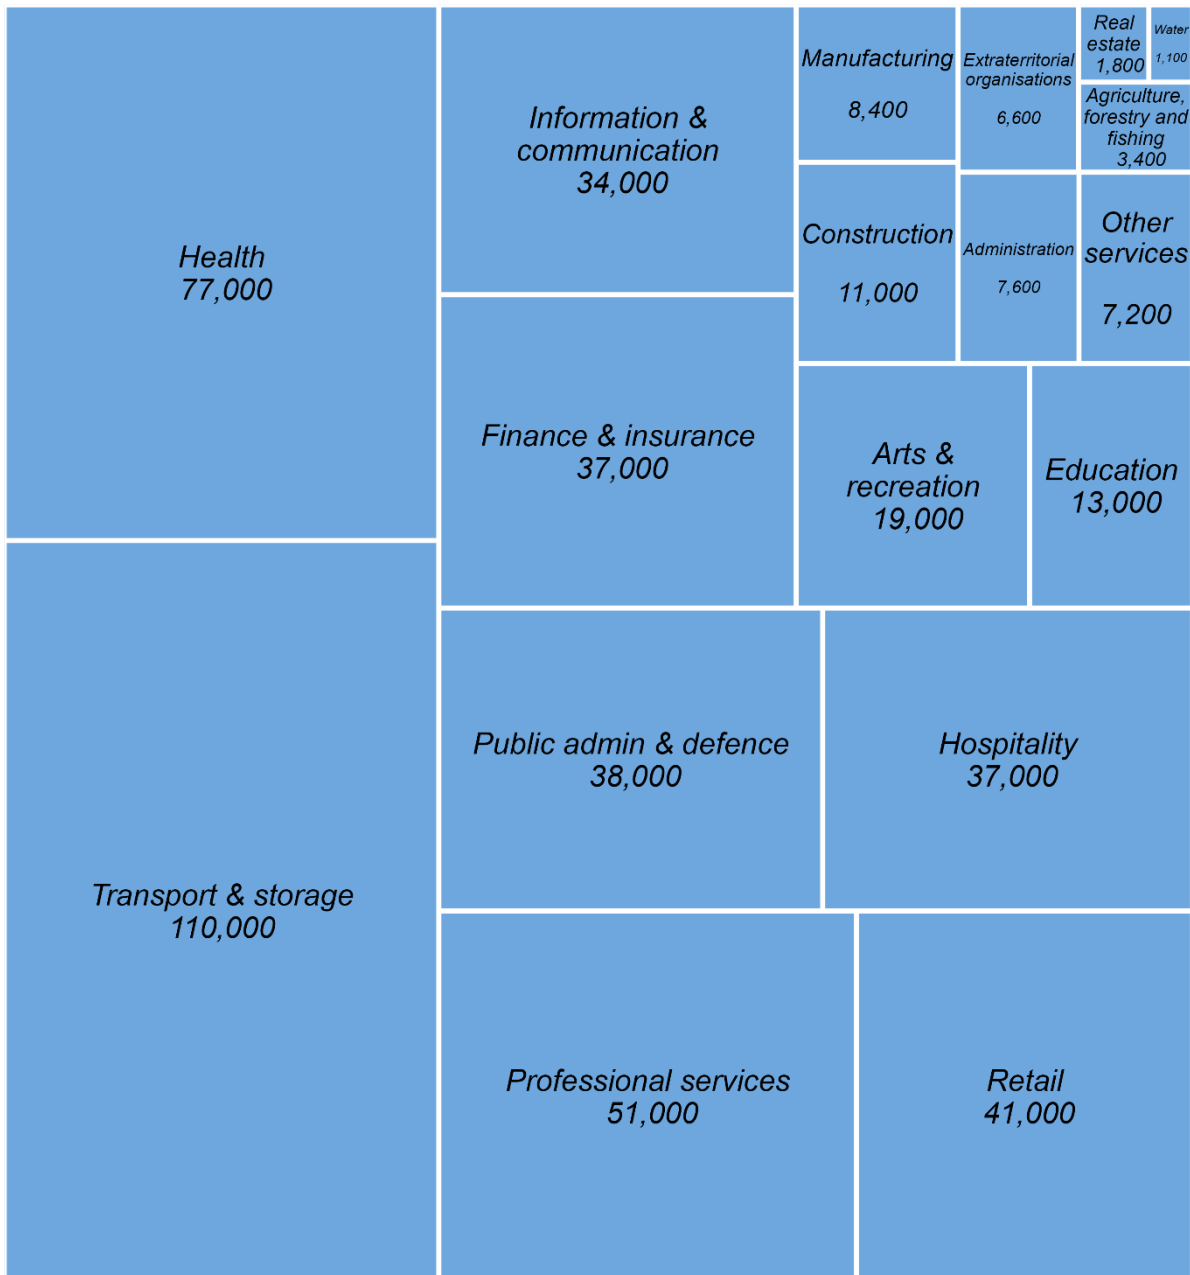 Health
77,000
Transport & storage
110,000
Information &
communication
34,000
Finance & insurance
37,000
Public admin & defence
38,000
Hospitality
37,000
Professional services
51,000
Retail
41,000
Manufacturing
8,400
Construction
11,000
Extraterritorial
organisations
6,600
Administration
7,600
Real
estate
1,800
Water
1,100
Agriculture,
forestry and
fishing
3,400
Other
services
7,200
Arts &
recreation
19,000
Education
13,000